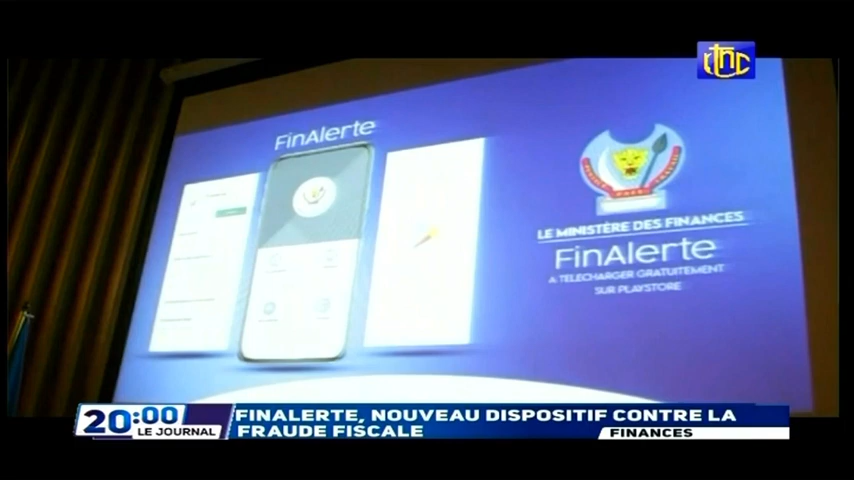 rtnc
FinAlerte
LE MINISTÈRE DES FINANCES
FinAlerte
A TELECHARGER GRATUITEMENT
SUR PLAYSTORE
20:00
LE JOURNAL
FINALERTE, NOUVEAU DISPOSITIF CONTRE LA
FRAUDE FISCALE
FINANCES